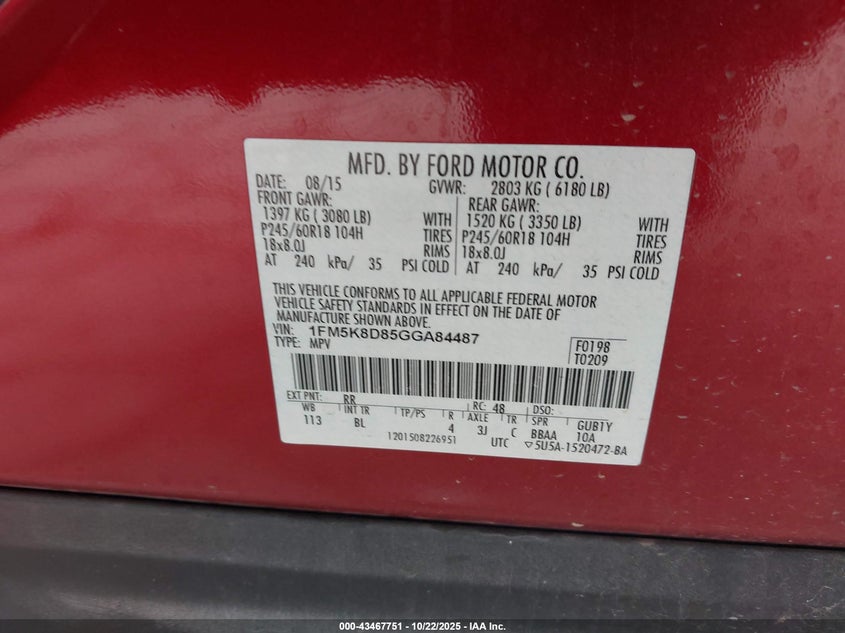 MFD. BY FORD MOTOR CO.
DATE: 08/15 GVWR: 2803 KG ( 6180 LB)
FRONT GAWR: REAR GAWR:
1397 KG ( 3080 LB) WITH 1520 KG ( 3350 LB) WITH
P245/60R18 104H TIRES P245/60R18 104H TIRES
18x8.0J RIMS 18x8.0J RIMS
AT 240 kPa/ 35 PSI COLD AT 240 kPa/ 35 PSI COLD
THIS VEHICLE CONFORMS TO ALL APPLICABLE FEDERAL MOTOR
VEHICLE SAFETY STANDARDS IN EFFECT ON THE DATE OF
MANUFACTURE SHOWN ABOVE.
VIN: 1FM5K8D85GGA84487
TYPE: MPV
F0198
T0209
EXT PNT: RR RC: 48 DSO:
WB INT TR TP/PS R AXLE TR SPR GUB1Y
113 BL 4 3J C BBAA 10A
1201508226951 UTC ▽5U5A-1520472-BA
000-43467751 | 10/22/2025 | IAA Inc.